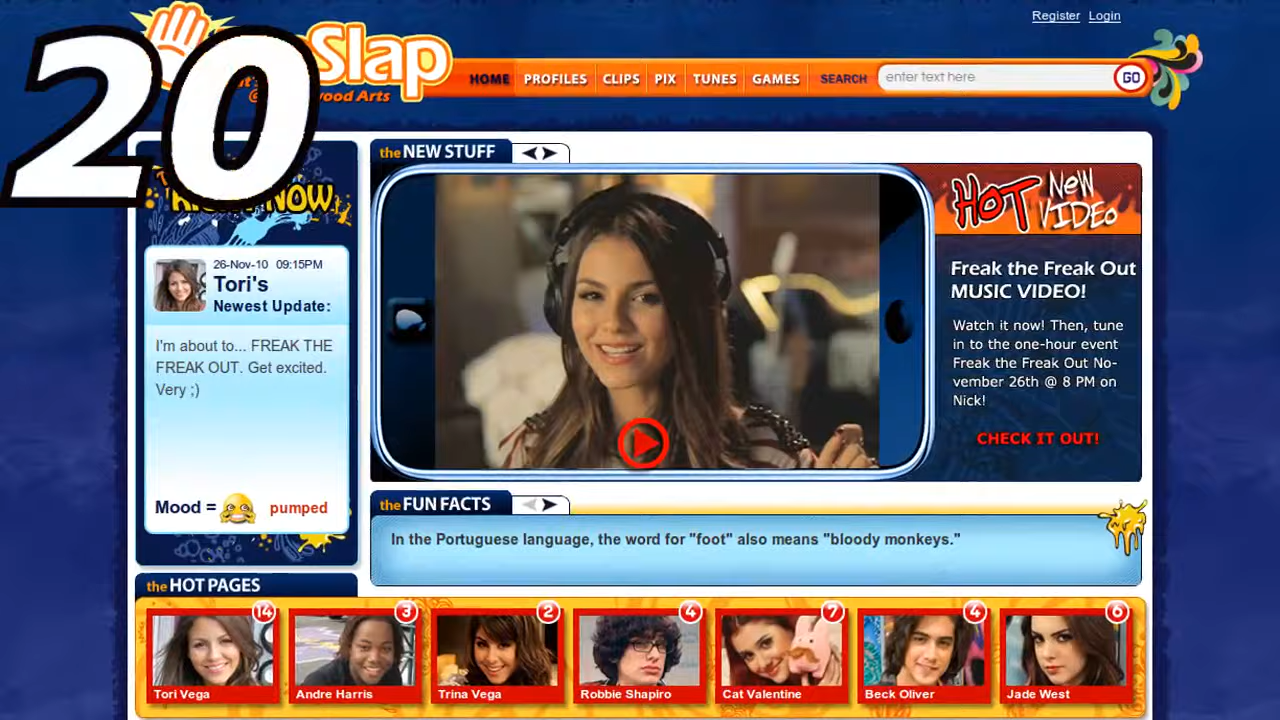 20
Slap
Register Login
HOME PROFILES CLIPS PIX TUNES GAMES SEARCH enter text here GO
the NEW STUFF
NOW
26-Nov-10 09:15PM
Tori's
Newest Update:
I'm about to... FREAK THE
FREAK OUT. Get excited.
Very ;)
Mood = pumped
HOT NEW
VIDEO
Freak the Freak Out
MUSIC VIDEO!
Watch it now! Then, tune
in to the one-hour event
Freak the Freak Out No-
vember 26th @ 8 PM on
Nick!
CHECK IT OUT!
the FUN FACTS
In the Portuguese language, the word for "foot" also means "bloody monkeys."
the HOT PAGES
14 3 2 4 7 4 6
Tori Vega Andre Harris Trina Vega Robbie Shapiro Cat Valentine Beck Oliver Jade West